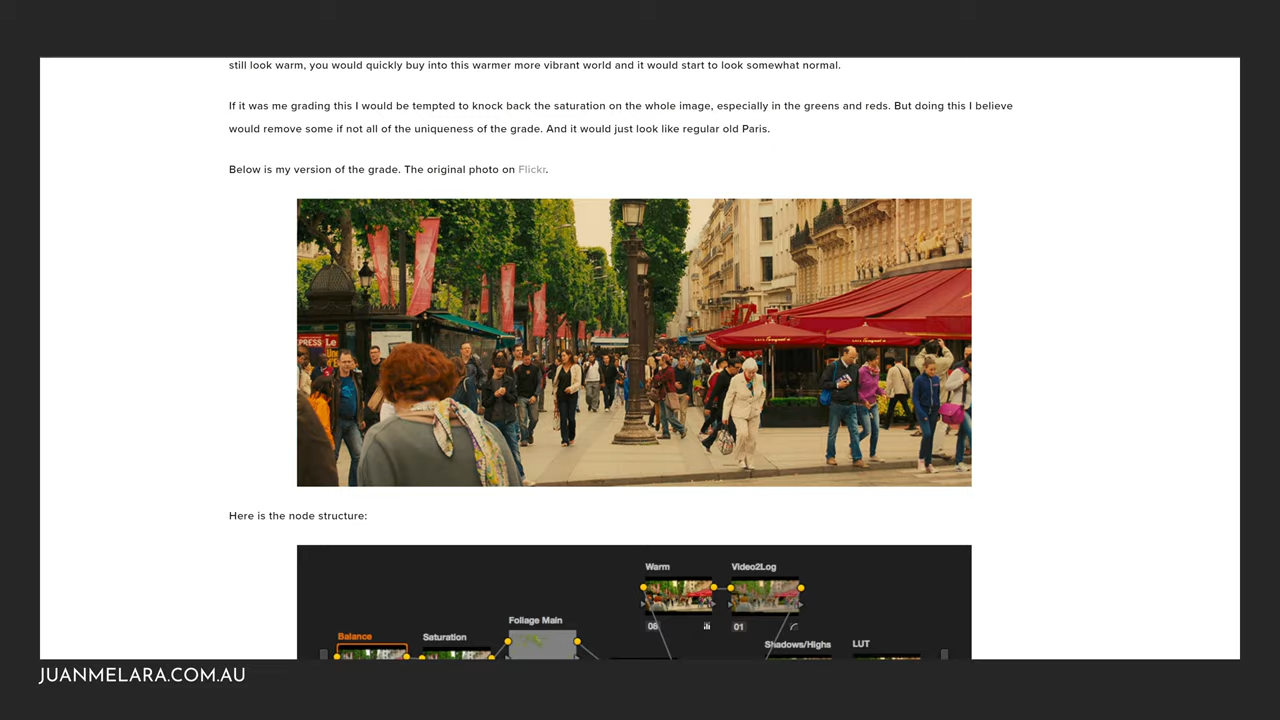 still look warm, you would quickly buy into this warmer more vibrant world and it would start to look somewhat normal.
If it was me grading this I would be tempted to knock back the saturation on the whole image, especially in the greens and reds. But doing this I believe
would remove some if not all of the uniqueness of the grade. And it would just look like regular old Paris.
Below is my version of the grade. The original photo on Flickr.
EXPRESS Le
Here is the node structure:
Warm
Video2Log
08
01
Foliage Main
Balance
Saturation
Shadows/Highs
LUT
JUANMELARA.COM.AU